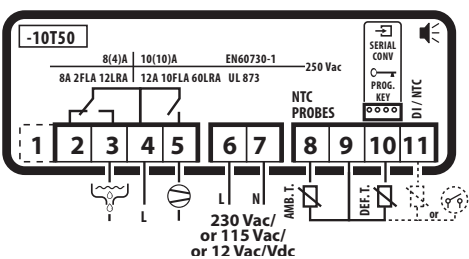 -10T50
8(4)A 10(10)A EN60730-1
250 Vac
8A 2FLA 12LRA 12A 10FLA 60LRA UL 873
SERIAL
CONV
PROG.
KEY
NTC
PROBES
DI / NTC
1 2 3 4 5 6 7 8 9 10 11
L
L N
AMB. T.
DEF. T.
or
230 Vac/
or 115 Vac/
or 12 Vac/Vdc